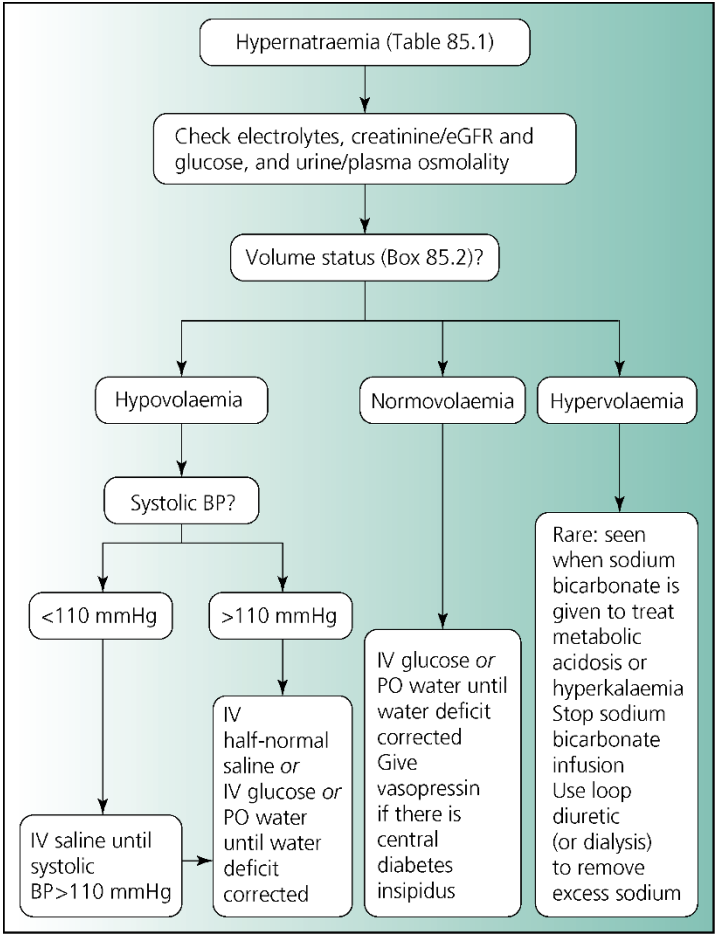 Hypernatraemia (Table 85.1)
Check electrolytes, creatinine/eGFR and
glucose, and urine/plasma osmolality
Volume status (Box 85.2)?
Hypovolaemia
Normovolaemia
Hypervolaemia
Systolic BP?
<110 mmHg
>110 mmHg
IV saline until
systolic
BP>110 mmHg
IV
half-normal
saline or
IV glucose or
PO water
until water
deficit
corrected
IV glucose or
PO water until
water deficit
corrected
Give
vasopressin
if there is
central
diabetes
insipidus
Rare: seen
when sodium
bicarbonate is
given to treat
metabolic
acidosis or
hyperkalaemia
Stop sodium
bicarbonate
infusion
Use loop
diuretic
(or dialysis)
to remove
excess sodium